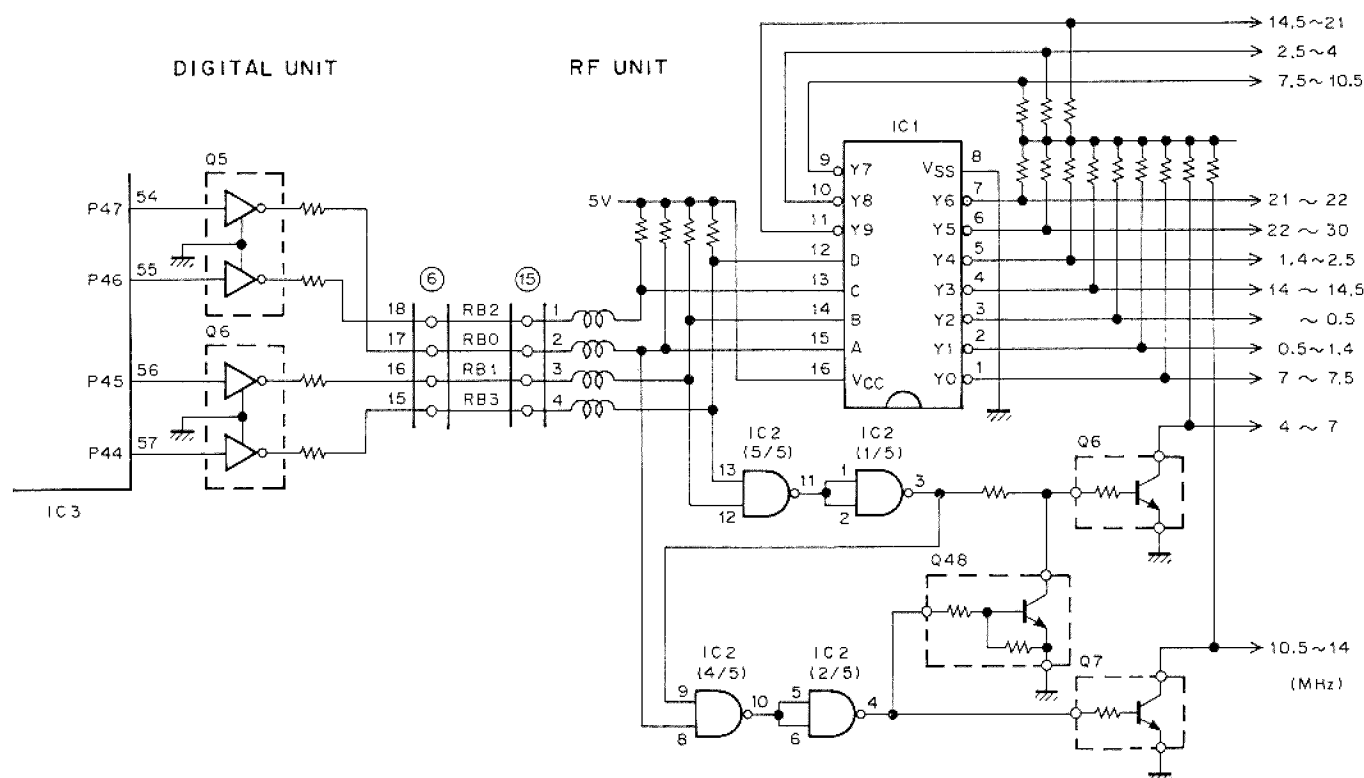 DIGITAL UNIT
RF UNIT
14.5~21
2.5~4
7.5~10.5
IC1
9 Y7
VSS 8
10 Y8
Y6 7
21 ~ 22
11 Y9
Y5 6
22 ~ 30
12 D
Y4 5
1.4~2.5
13 C
Y3 4
14 ~ 14.5
14 B
Y2 3
~ 0.5
15 A
Y1 2
0.5~1.4
16 VCC
Y0 1
7 ~ 7.5
5V
Q5
P47 54
P46 55
Q6
P45 56
P44 57
IC3
6
15
18 RB2 1
17 RB0 2
16 RB1 3
15 RB3 4
4 ~ 7
IC2
(5/5)
13
12
11
IC2
(1/5)
1
2
3
Q6
Q48
IC2
(4/5)
9
8
10
IC2
(2/5)
5
6
4
Q7
10.5~14
(MHz)